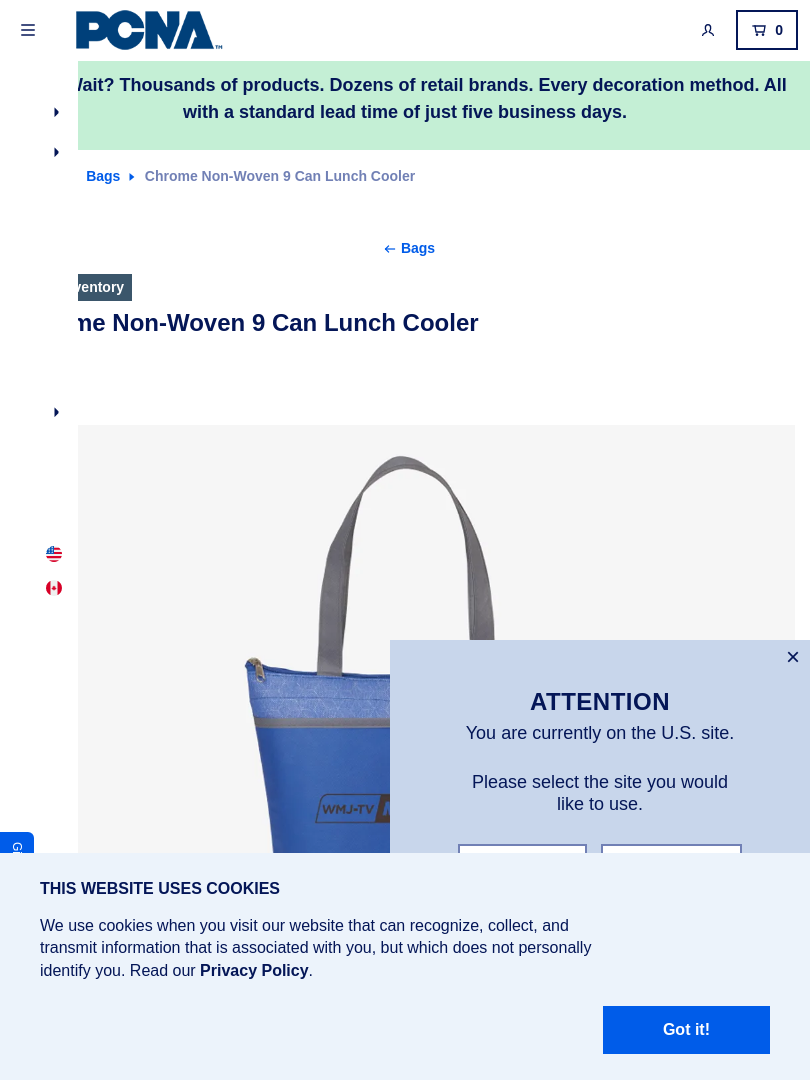 PCNA™
0
Wait? Thousands of products. Dozens of retail brands. Every decoration method. All
with a standard lead time of just five business days.
Bags
Chrome Non-Woven 9 Can Lunch Cooler
Bags
Non-Woven 9 Can Lunch Cooler
WMJ-TV
ATTENTION
You are currently on the U.S. site.
Please select the site you would
like to use.
THIS WEBSITE USES COOKIES
We use cookies when you visit our website that can recognize, collect, and
transmit information that is associated with you, but which does not personally
identify you. Read our Privacy Policy.
Got it!